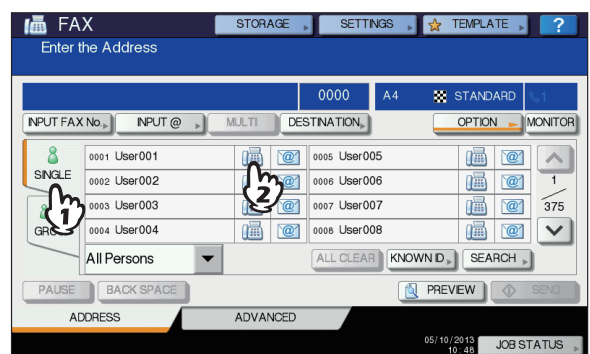 FAX STORAGE SETTINGS TEMPLATE ?
Enter the Address
0000 A4 STANDARD 1
INPUT FAX No. INPUT @ MULTI DESTINATION OPTION MONITOR
SINGLE
0001 User001 @ 0005 User005 @
0002 User002 0006 User006 @
0003 User003 @ 0007 User007 @
0004 User004 @ 0008 User008 @
1
375
1
2
All Persons ALL CLEAR KNOWN ID SEARCH
PAUSE BACK SPACE PREVIEW SEND
ADDRESS ADVANCED
05/10/2013
10:48 JOB STATUS